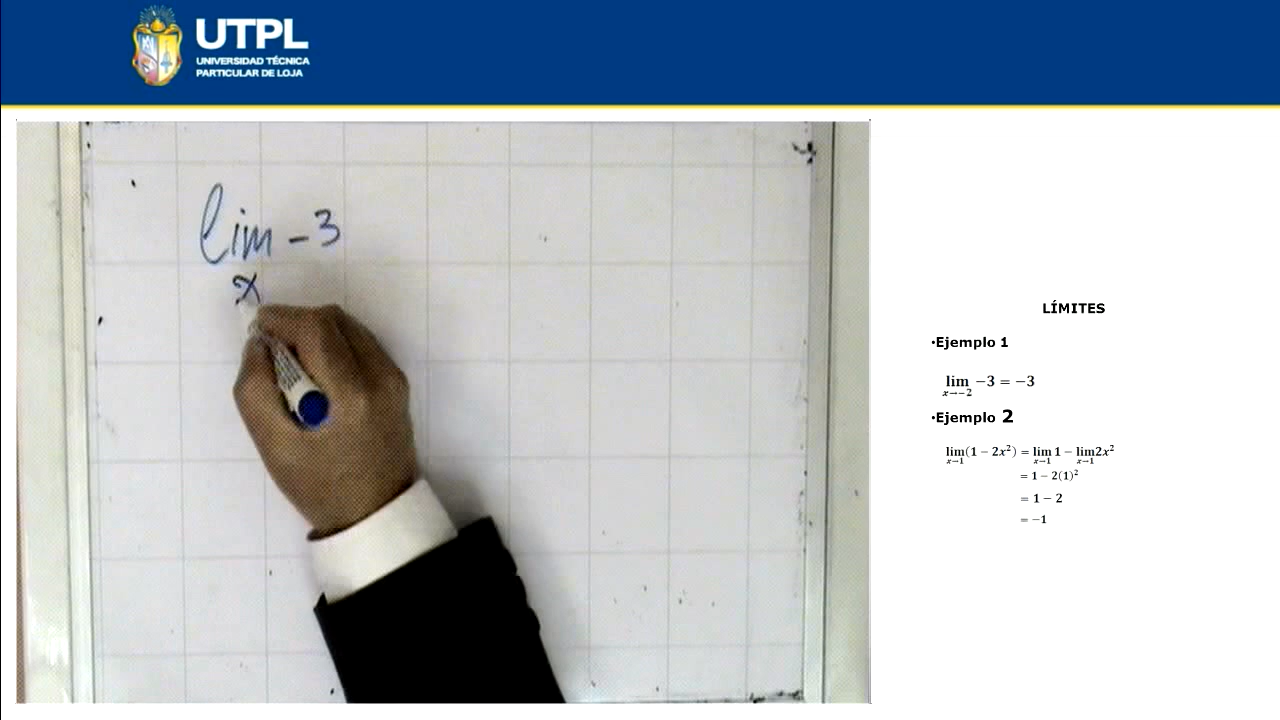 UTPL
UNIVERSIDAD TÉCNICA
PARTICULAR DE LOJA
lim -3
x
LÍMITES
•Ejemplo 1
lim -3 = -3
x→-2
•Ejemplo 2
lim(1 - 2x²) = lim 1 - lim 2x²
x→1 x→1 x→1
= 1 - 2(1)²
= 1 - 2
= -1